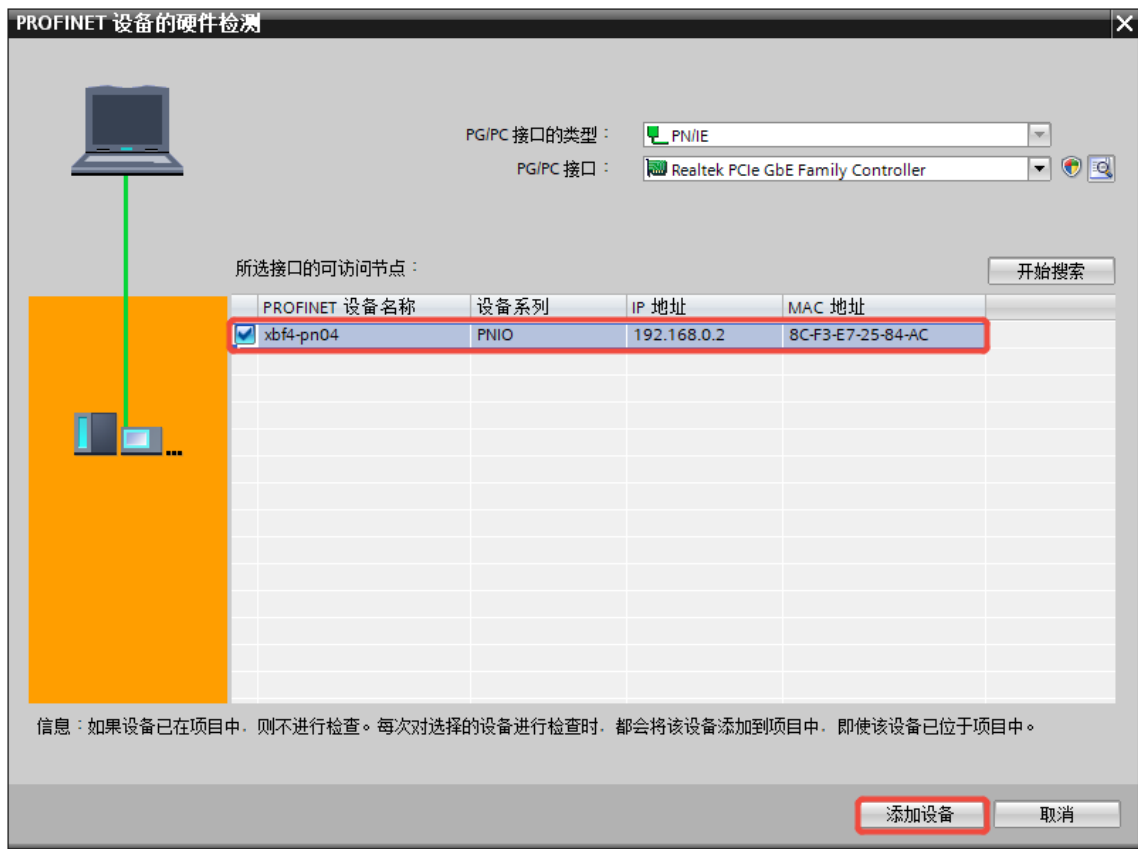 PROFINET 设备的硬件检测
PG/PC 接口的类型：
PN/IE
PG/PC 接口：
Realtek PCIe GbE Family Controller
所选接口的可访问节点：
开始搜索
PROFINET 设备名称 设备系列 IP 地址 MAC 地址
xbf4-pn04 PNIO 192.168.0.2 8C-F3-E7-25-84-AC
信息：如果设备已在项目中，则不进行检查。每次对选择的设备进行检查时，都会将该设备添加到项目中，即使该设备已位于项目中。
添加设备 取消